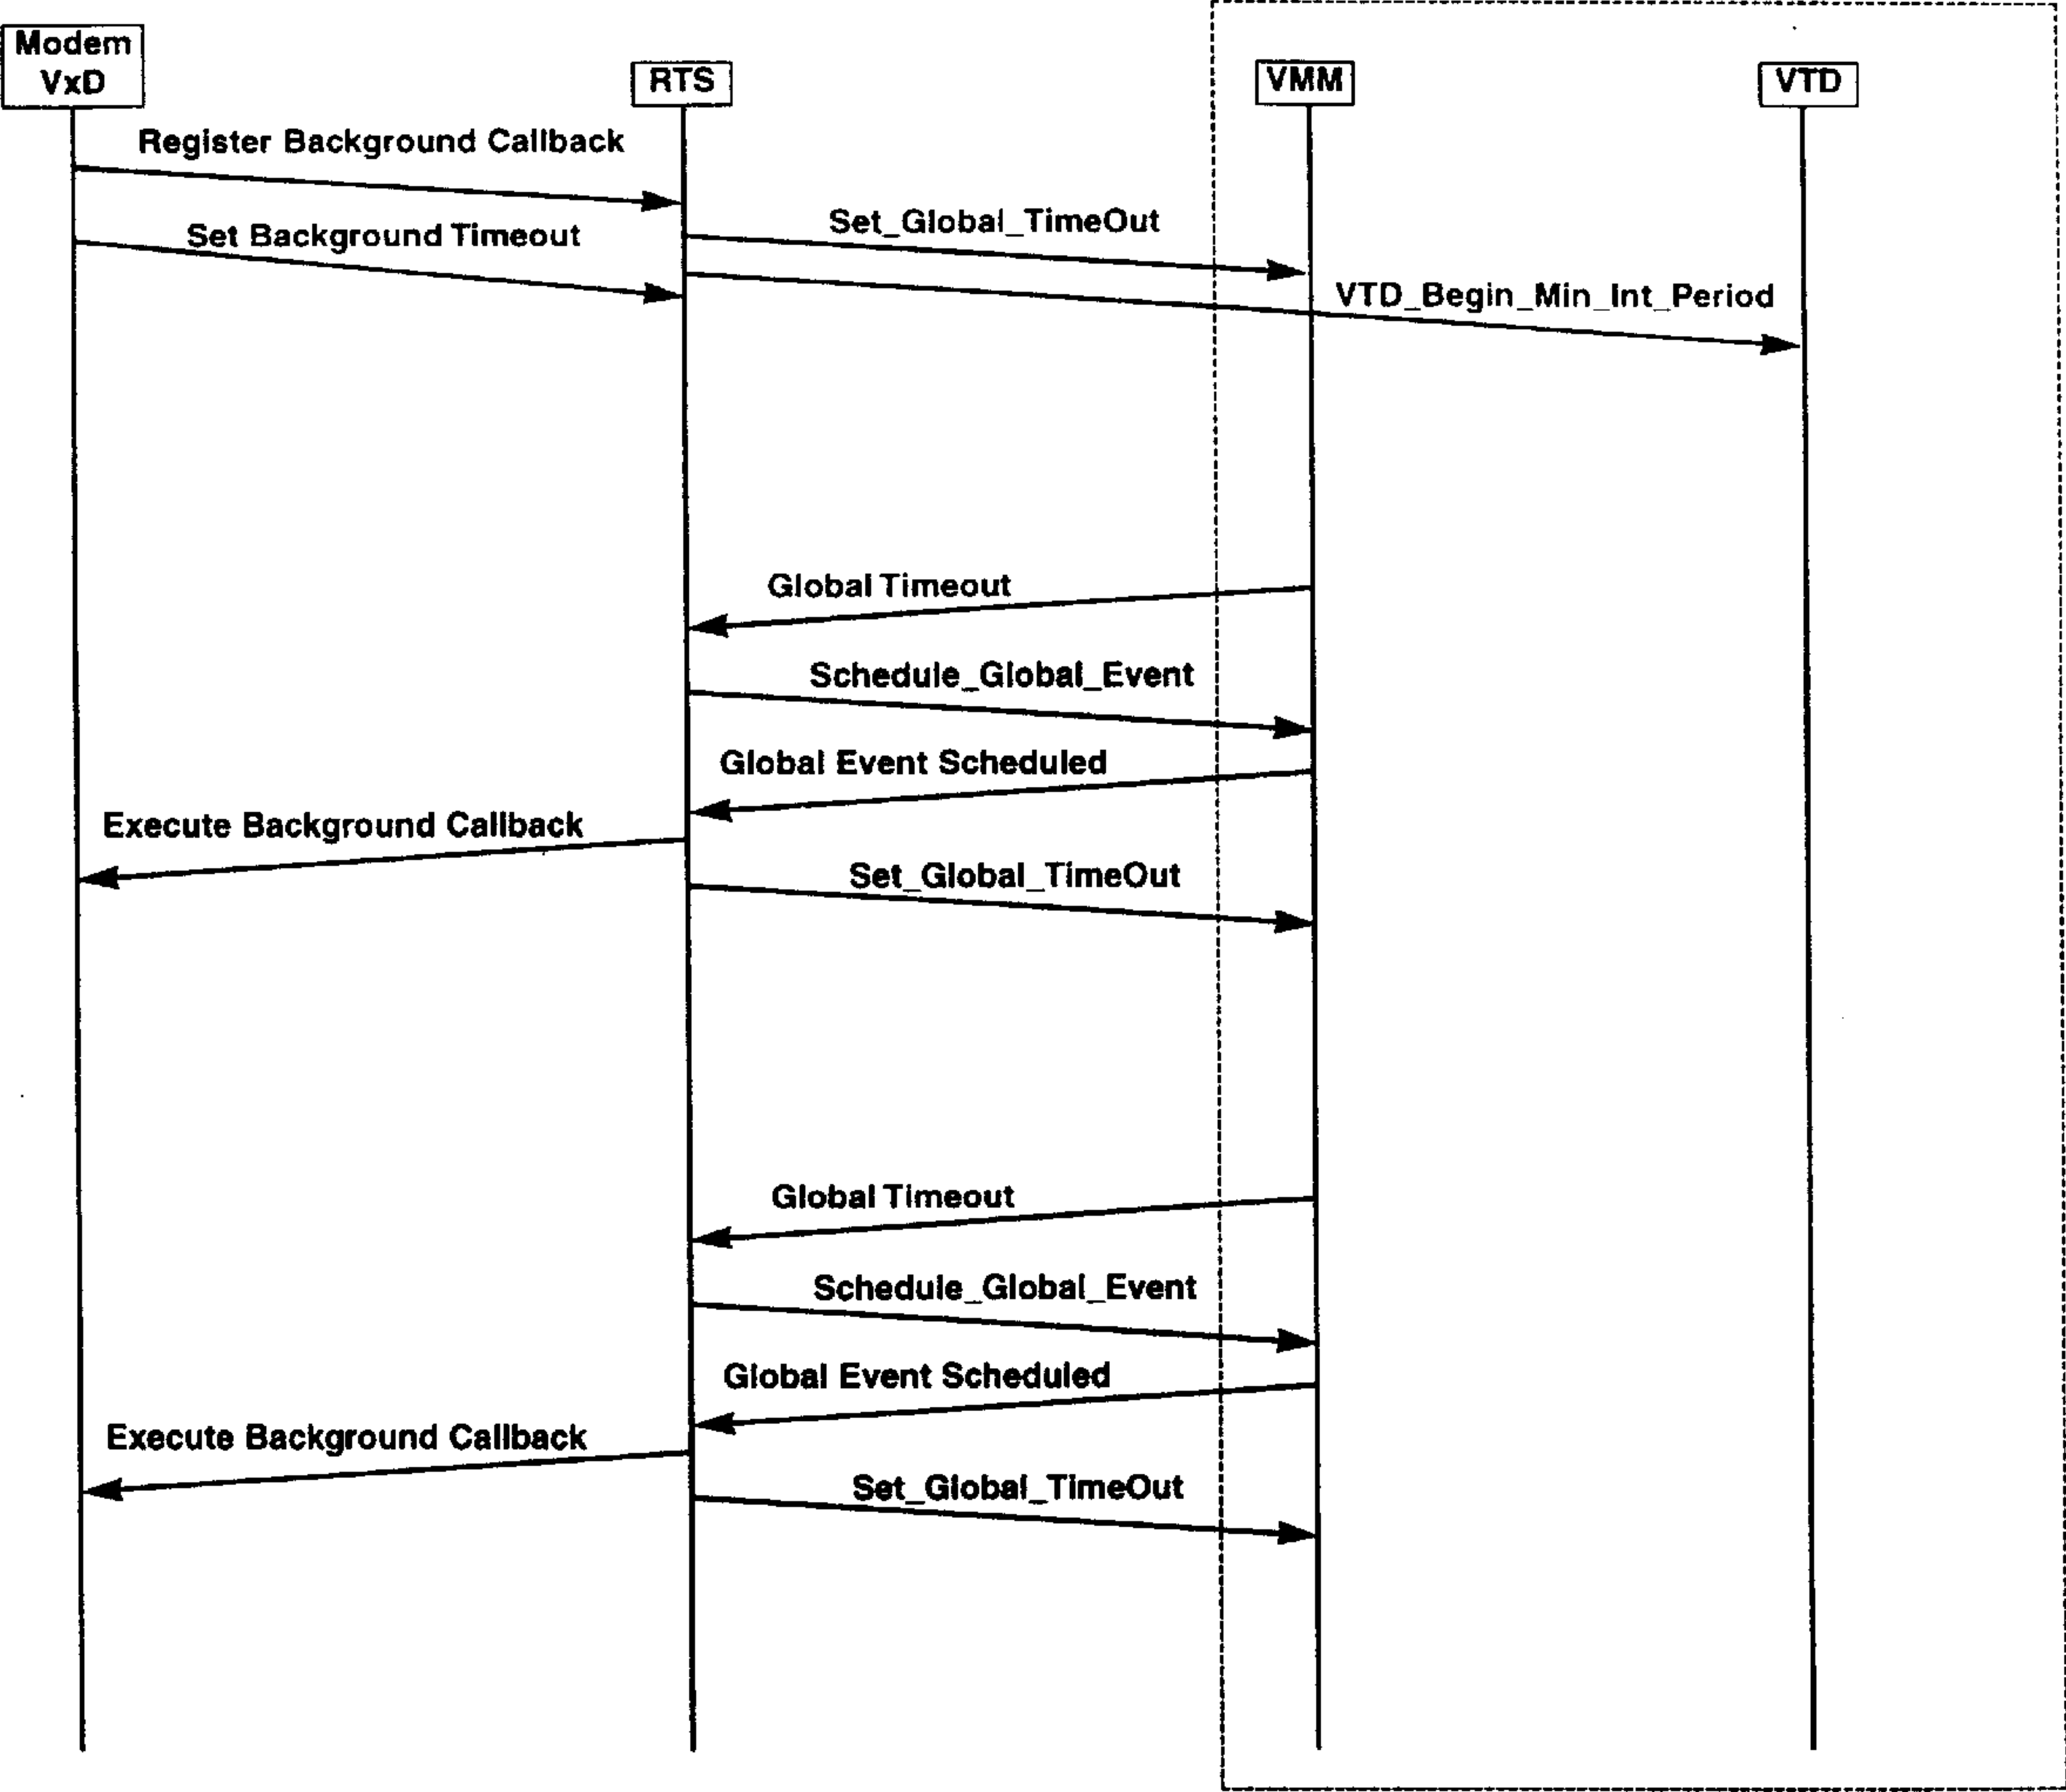 Modem
VxD
RTS
VMM
VTD
Register Background Callback
Set_Global_TimeOut
Set Background Timeout
VTD_Begin_Min_Int_Period
Global Timeout
Schedule_Global_Event
Global Event Scheduled
Execute Background Callback
Set_Global_TimeOut
Global Timeout
Schedule_Global_Event
Global Event Scheduled
Execute Background Callback
Set_Global_TimeOut